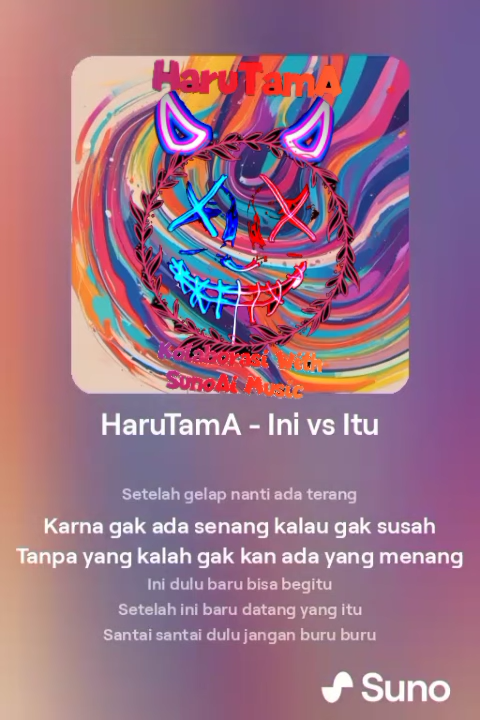 HaruTamA
Kolaborasi With
SunoAi Music
HaruTamA - Ini vs Itu
Setelah gelap nanti ada terang
Karna gak ada senang kalau gak susah
Tanpa yang kalah gak kan ada yang menang
Ini dulu baru bisa begitu
Setelah ini baru datang yang itu
Santai santai dulu jangan buru buru
Suno